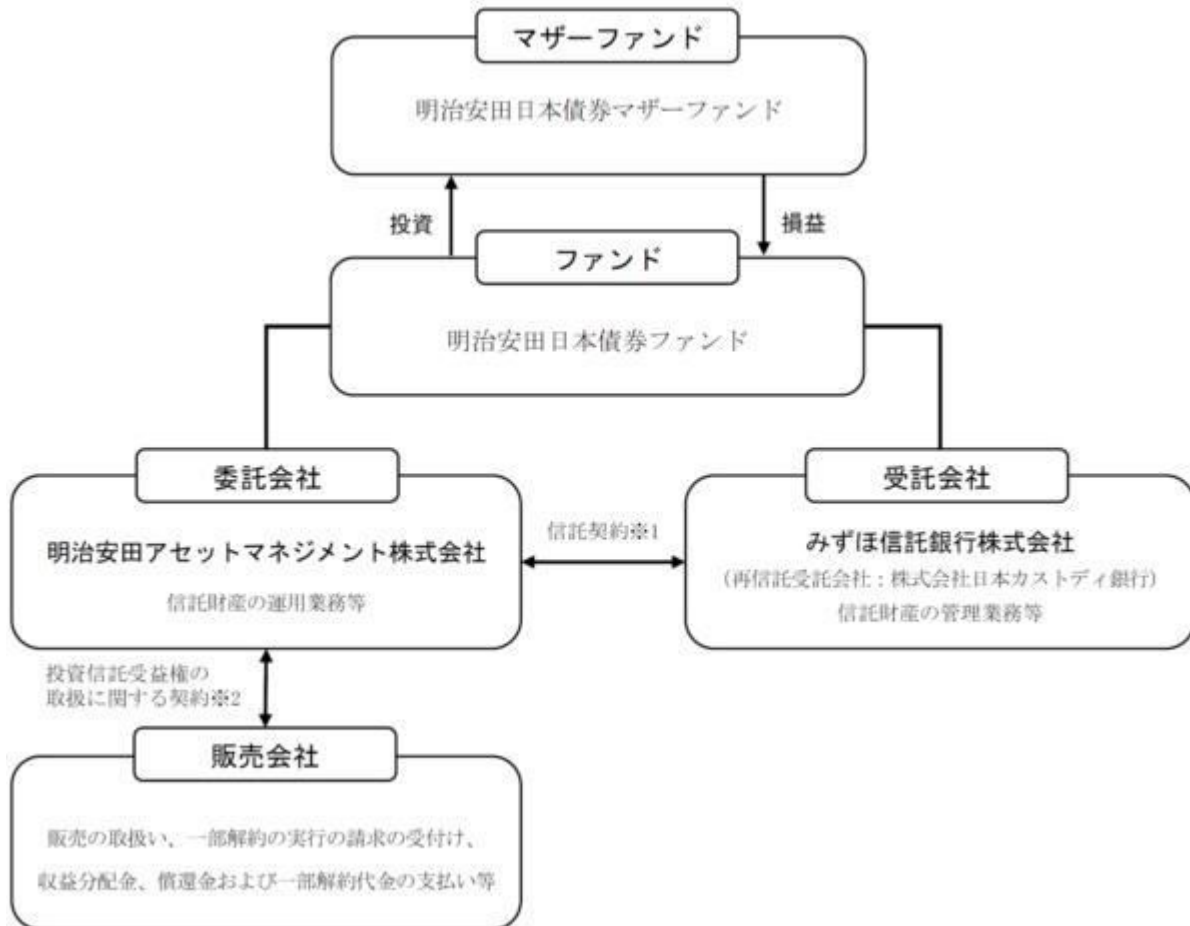 マザーファンド
明治安田日本債券マザーファンド
投資
損益
ファンド
明治安田日本債券ファンド
委託会社
明治安田アセットマネジメント株式会社
信託財産の運用業務等
信託契約※1
受託会社
みずほ信託銀行株式会社
(再信託受託会社:株式会社日本カストディ銀行)
信託財産の管理業務等
投資信託受益権の
取扱に関する契約※2
販売会社
販売の取扱い、一部解約の実行の請求の受付け、
収益分配金、償還金および一部解約代金の支払い等